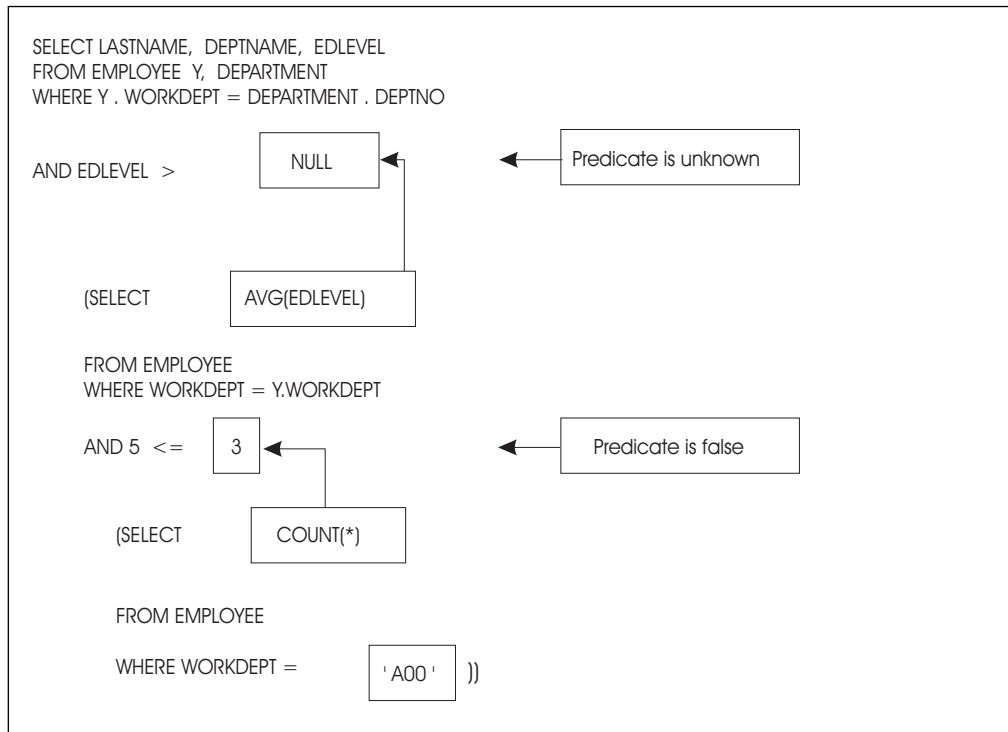 SELECT LASTNAME, DEPTNAME, EDLEVEL
FROM EMPLOYEE Y, DEPARTMENT
WHERE Y . WORKDEPT = DEPARTMENT . DEPTNO
AND EDLEVEL > NULL Predicate is unknown
(SELECT AVG(EDLEVEL)
FROM EMPLOYEE
WHERE WORKDEPT = Y.WORKDEPT
AND 5 <= 3 Predicate is false
(SELECT COUNT(*)
FROM EMPLOYEE
WHERE WORKDEPT = 'A00' ))